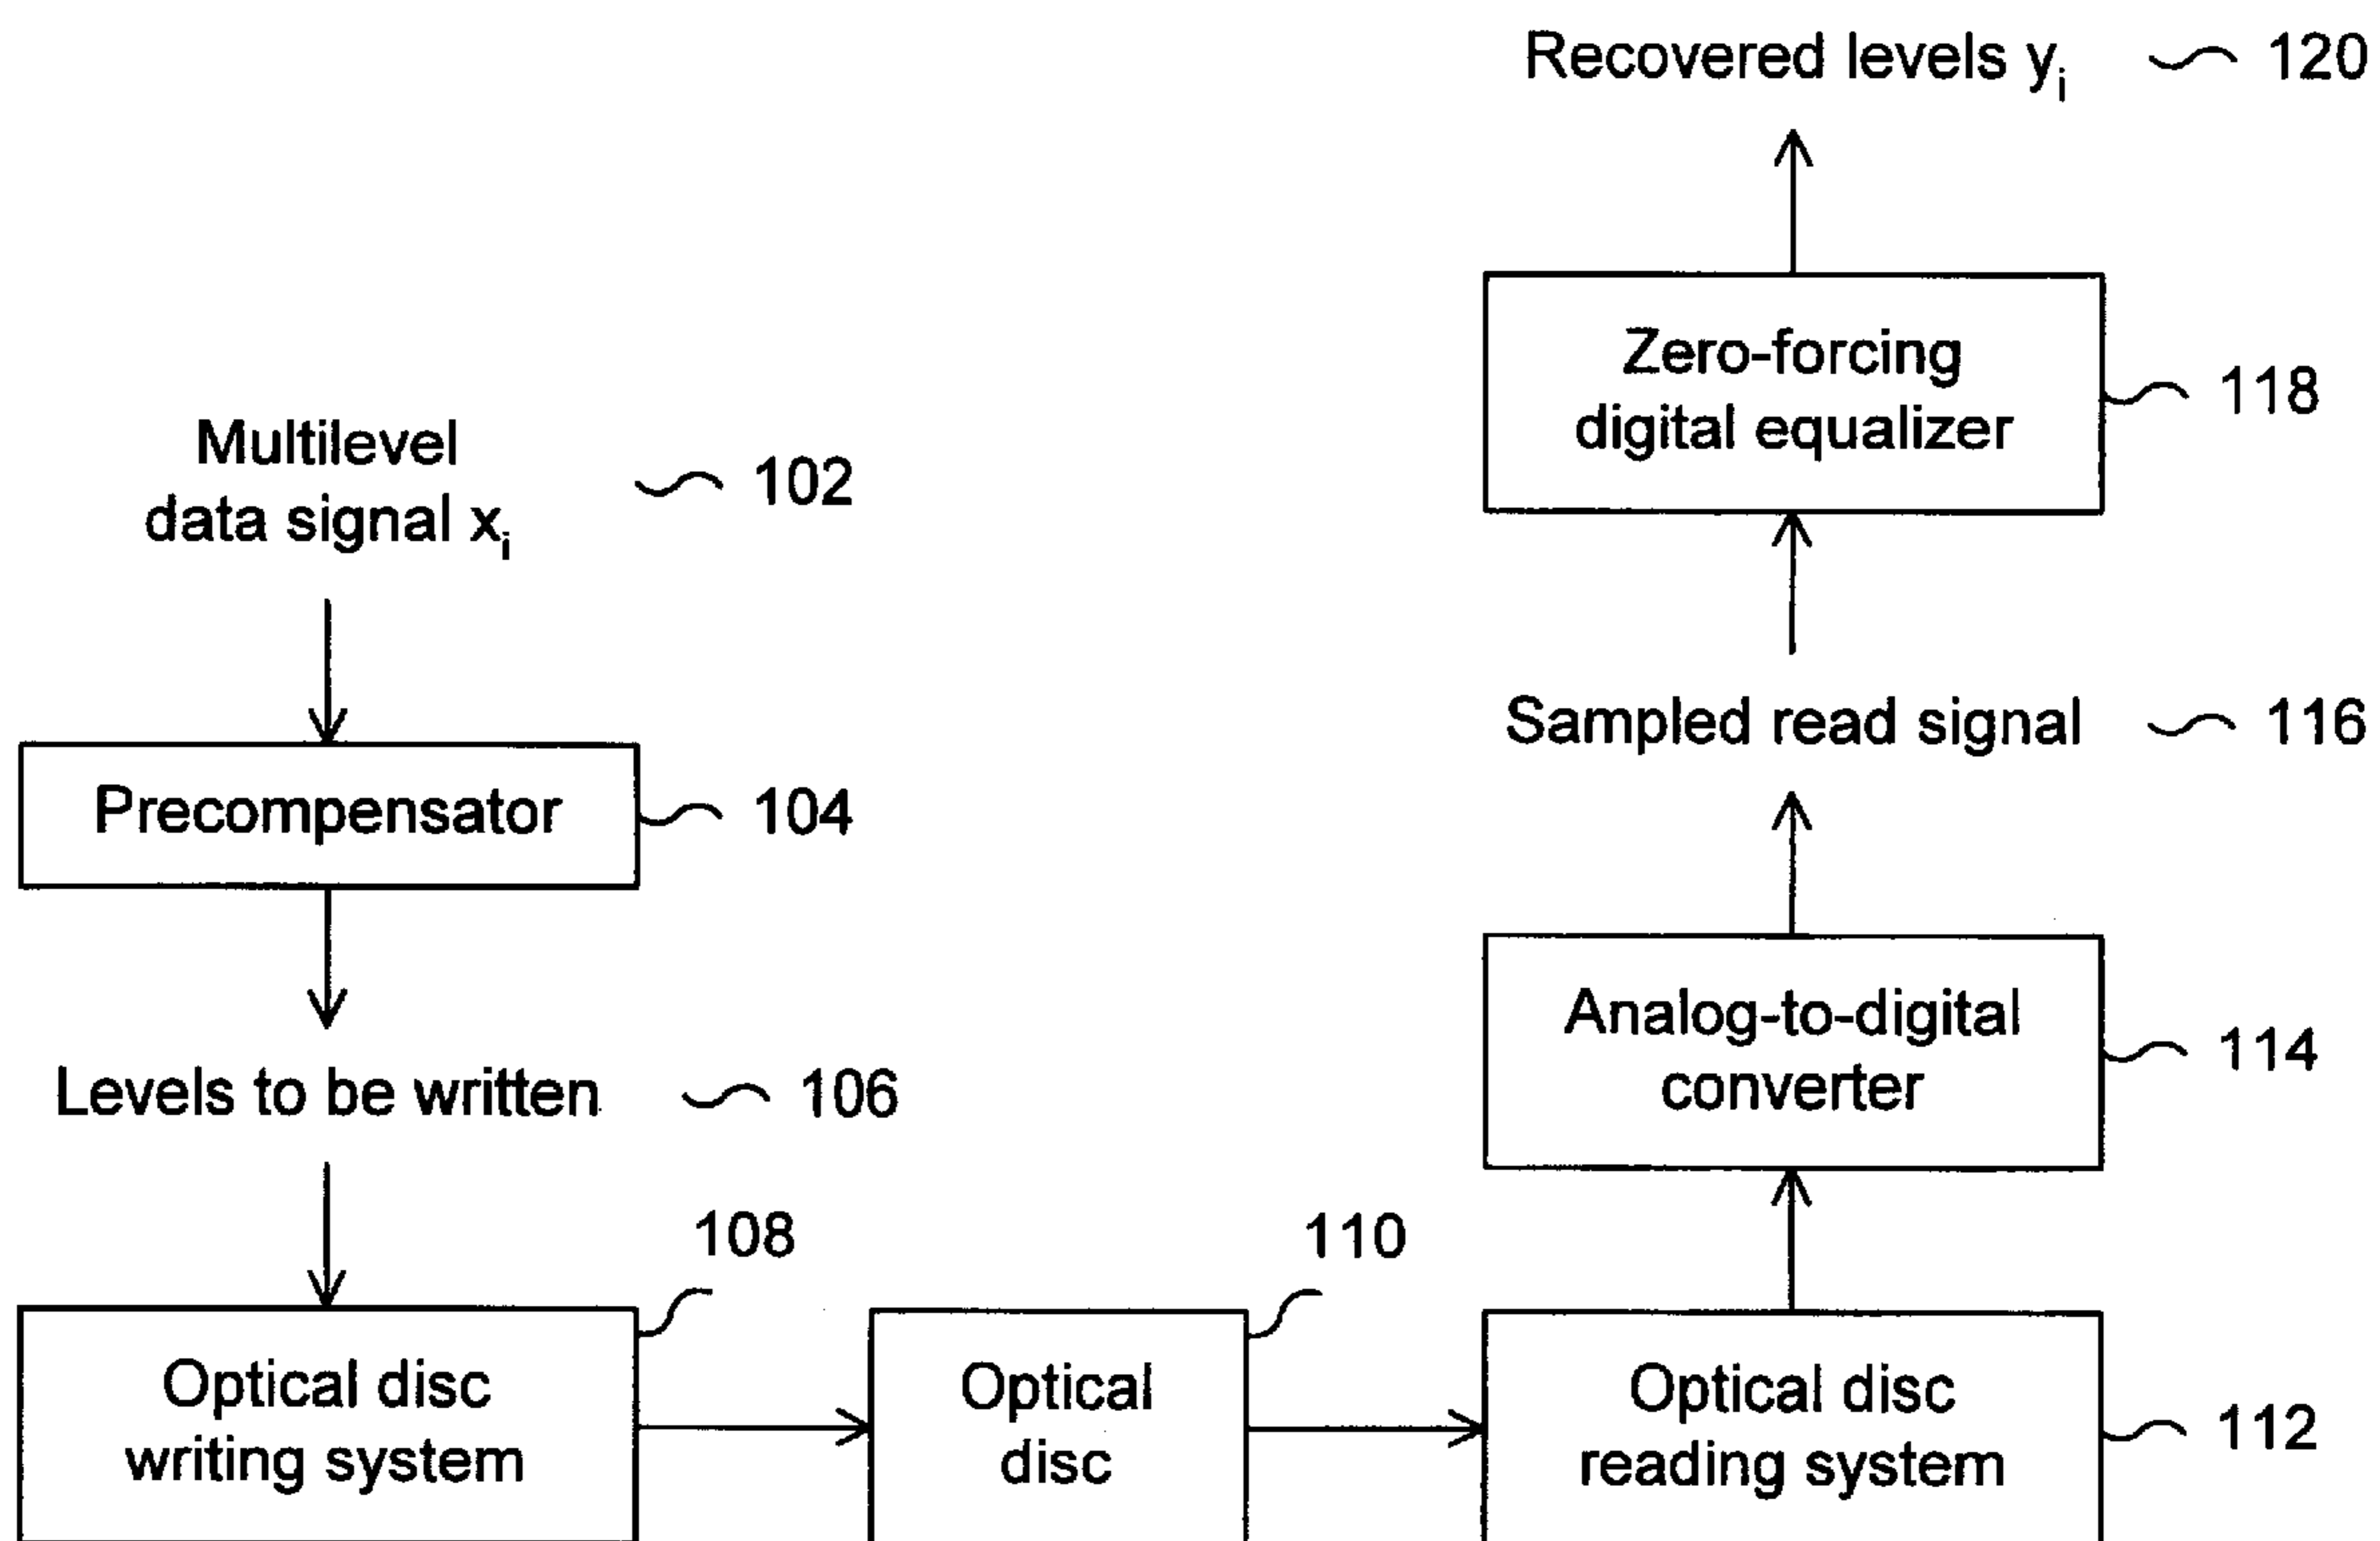 Recovered levels yi 120
Zero-forcing
digital equalizer
118
Multilevel
data signal xi
102
Sampled read signal 116
Precompensator 104
Analog-to-digital
converter
114
Levels to be written 106
108
110
Optical disc
writing system
Optical
disc
Optical disc
reading system
112